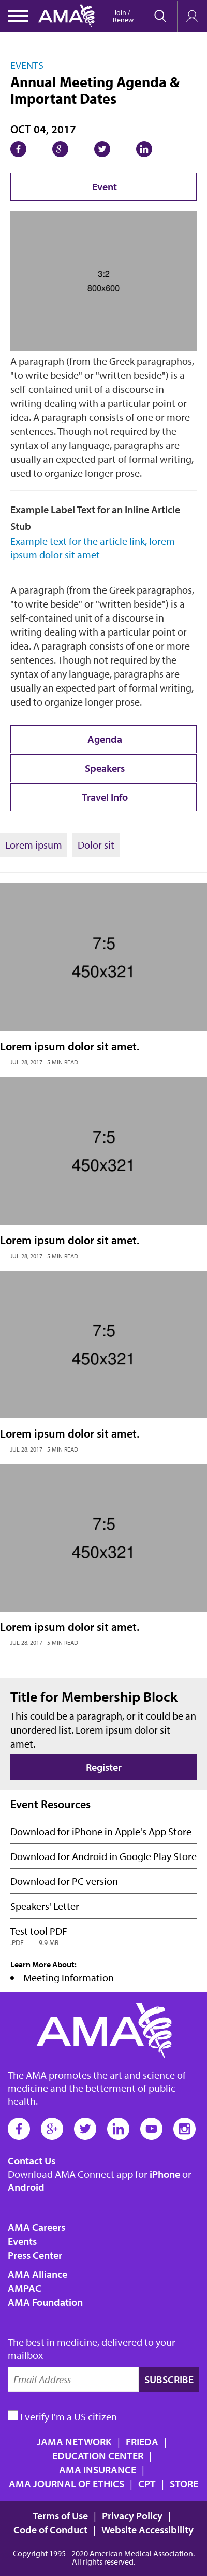 AMA
Join /
Renew
EVENTS
Annual Meeting Agenda &
Important Dates
OCT 04, 2017
Event
3:2
800x600
A paragraph (from the Greek paragraphos,
"to write beside" or "written beside") is a
self-contained unit of a discourse in
writing dealing with a particular point or
idea. A paragraph consists of one or more
sentences. Though not required by the
syntax of any language, paragraphs are
usually an expected part of formal writing,
used to organize longer prose.
Example Label Text for an Inline Article
Stub
Example text for the article link, lorem
ipsum dolor sit amet
A paragraph (from the Greek paragraphos,
"to write beside" or "written beside") is a
self-contained unit of a discourse in
writing dealing with a particular point or
idea. A paragraph consists of one or more
sentences. Though not required by the
syntax of any language, paragraphs are
usually an expected part of formal writing,
used to organize longer prose.
Agenda
Speakers
Travel Info
Lorem ipsum Dolor sit
7:5
450x321
Lorem ipsum dolor sit amet.
JUL 28, 2017 | 5 MIN READ
7:5
450x321
Lorem ipsum dolor sit amet.
JUL 28, 2017 | 5 MIN READ
7:5
450x321
Lorem ipsum dolor sit amet.
JUL 28, 2017 | 5 MIN READ
7:5
450x321
Lorem ipsum dolor sit amet.
JUL 28, 2017 | 5 MIN READ
Title for Membership Block
This could be a paragraph, or it could be an
unordered list. Lorem ipsum dolor sit
amet.
Register
Event Resources
Download for iPhone in Apple's App Store
Download for Android in Google Play Store
Download for PC version
Speakers' Letter
Test tool PDF
.PDF 9.9 MB
Learn More About:
• Meeting Information
AMA
The AMA promotes the art and science of
medicine and the betterment of public
health.
Contact Us
Download AMA Connect app for iPhone or
Android
AMA Careers
Events
Press Center
AMA Alliance
AMPAC
AMA Foundation
The best in medicine, delivered to your
mailbox
Email Address SUBSCRIBE
I verify I'm a US citizen
JAMA NETWORK | FRIEDA |
EDUCATION CENTER |
AMA INSURANCE |
AMA JOURNAL OF ETHICS | CPT | STORE
Terms of Use | Privacy Policy |
Code of Conduct | Website Accessibility
Copyright 1995 - 2020 American Medical Association.
All rights reserved.